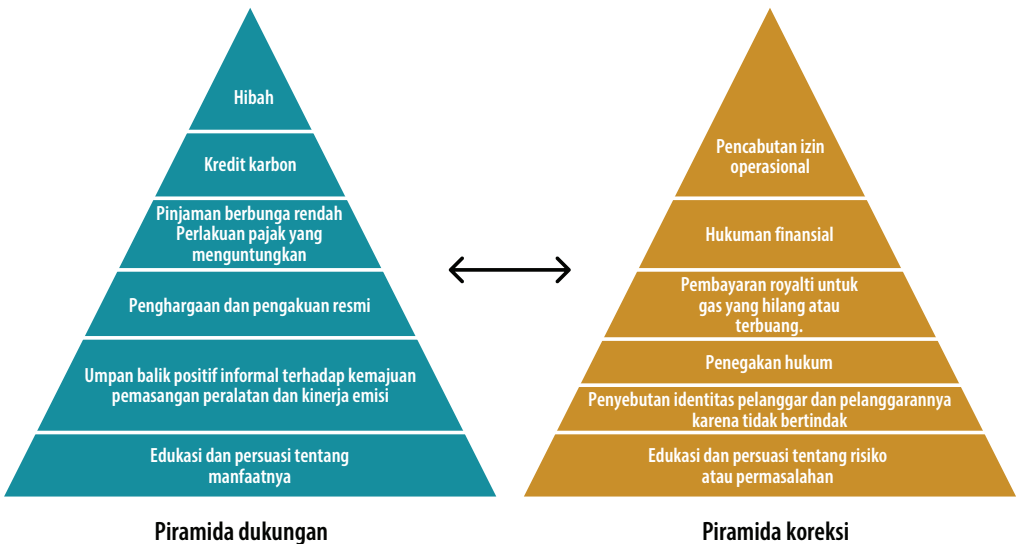 Hibah
Kredit karbon
Pinjaman berbunga rendah
Perlakuan pajak yang
menguntungkan
Penghargaan dan pengakuan resmi
Umpan balik positif informal terhadap kemajuan
pemasangan peralatan dan kinerja emisi
Edukasi dan persuasi tentang
manfaatnya
Piramida dukungan
Pencabutan izin
operasional
Hukuman finansial
Pembayaran royalti untuk
gas yang hilang atau
terbuang.
Penegakan hukum
Penyebutan identitas pelanggar dan pelanggarannya
karena tidak bertindak
Edukasi dan persuasi tentang risiko
atau permasalahan
Piramida koreksi